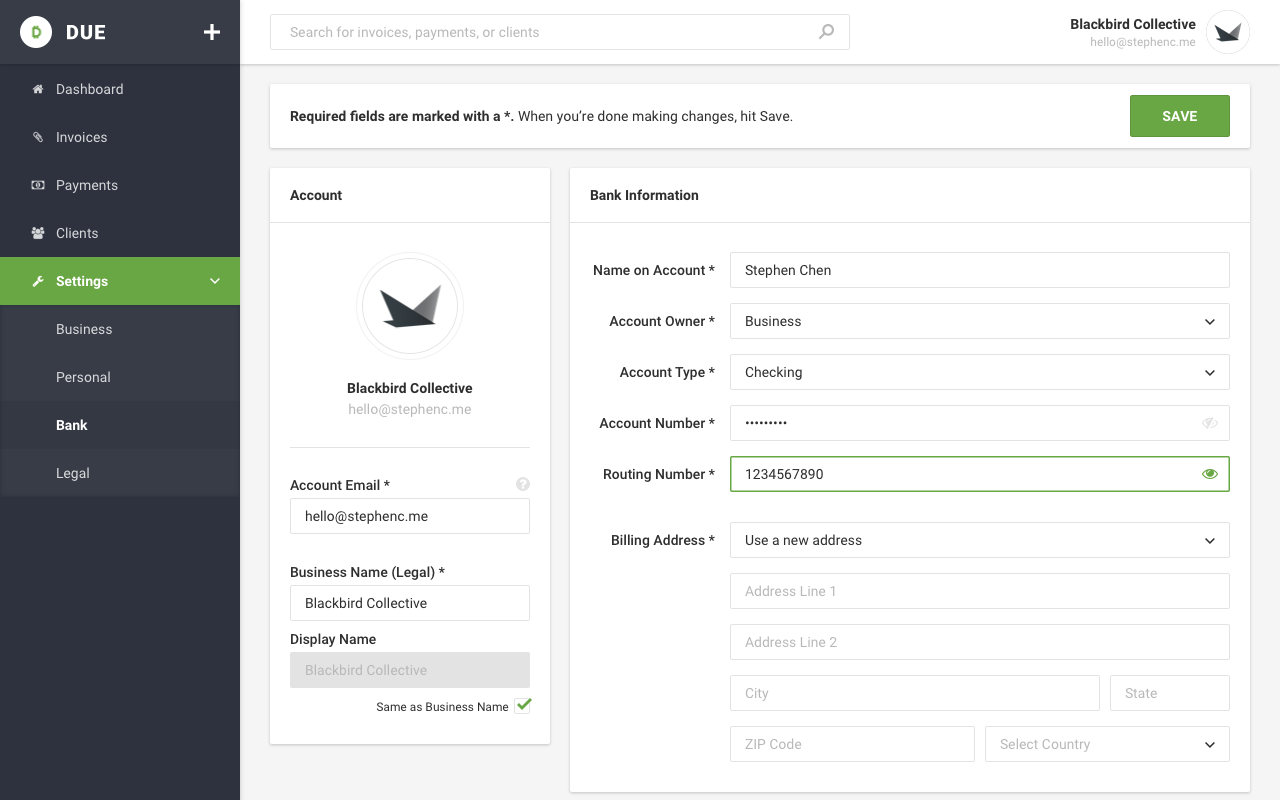 DUE
Search for invoices, payments, or clients
Blackbird Collective
hello@stephenc.me
Dashboard
Invoices
Payments
Clients
Settings
Business
Personal
Bank
Legal
Required fields are marked with a *. When you’re done making changes, hit Save.
SAVE
Account
Blackbird Collective
hello@stephenc.me
Account Email *
?
hello@stephenc.me
Business Name (Legal) *
Blackbird Collective
Display Name
Blackbird Collective
Same as Business Name
Bank Information
Name on Account * Stephen Chen
Account Owner * Business
Account Type * Checking
Account Number * •••••••••
Routing Number * 1234567890
Billing Address * Use a new address
Address Line 1
Address Line 2
City State
ZIP Code Select Country